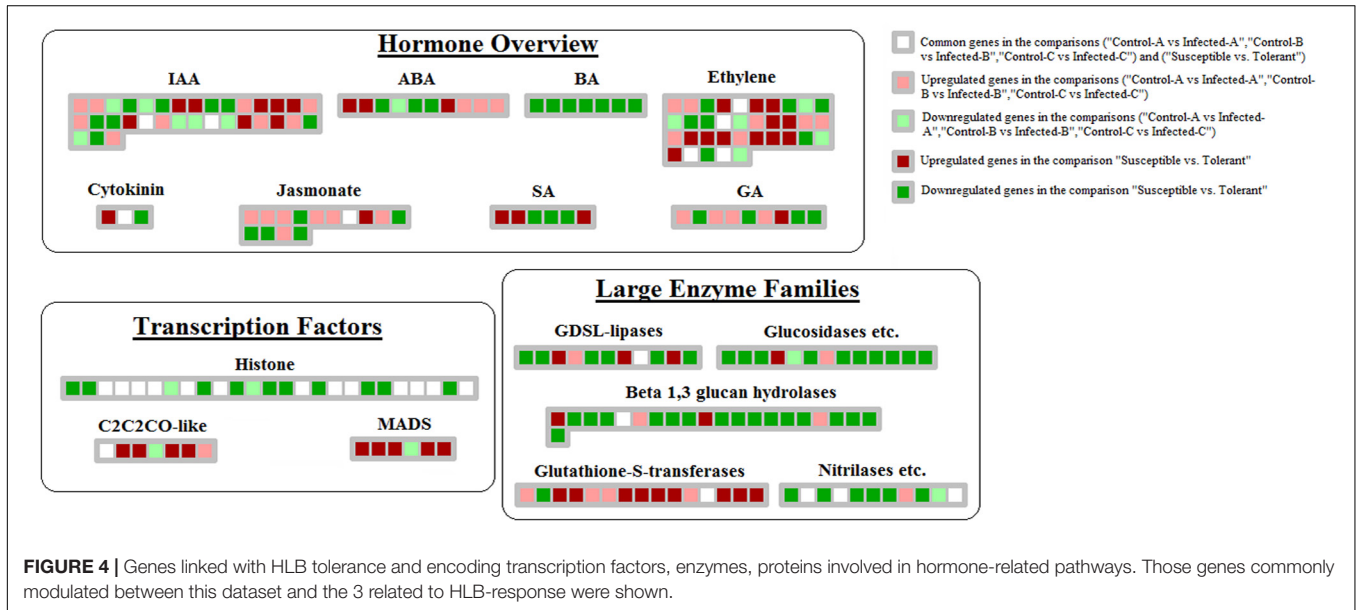 Hormone Overview
IAA
ABA
BA
Ethylene
Cytokinin
Jasmonate
SA
GA
Common genes in the comparisons ("Control-A vs Infected-A","Control-B
vs Infected-B","Control-C vs Infected-C") and ("Susceptible vs. Tolerant")
Upregulated genes in the comparisons ("Control-A vs Infected-A","Control-
B vs Infected-B","Control-C vs Infected-C")
Downregulated genes in the comparisons ("Control-A vs Infected-
A","Control-B vs Infected-B","Control-C vs Infected-C")
Upregulated genes in the comparison "Susceptible vs. Tolerant"
Downregulated genes in the comparison "Susceptible vs. Tolerant"
Transcription Factors
Histone
C2C2CO-like
MADS
Large Enzyme Families
GDSL-lipases
Glucosidases etc.
Beta 1,3 glucan hydrolases
Glutathione-S-transferases
Nitrilases etc.
FIGURE 4 | Genes linked with HLB tolerance and encoding transcription factors, enzymes, proteins involved in hormone-related pathways. Those genes commonly
modulated between this dataset and the 3 related to HLB-response were shown.